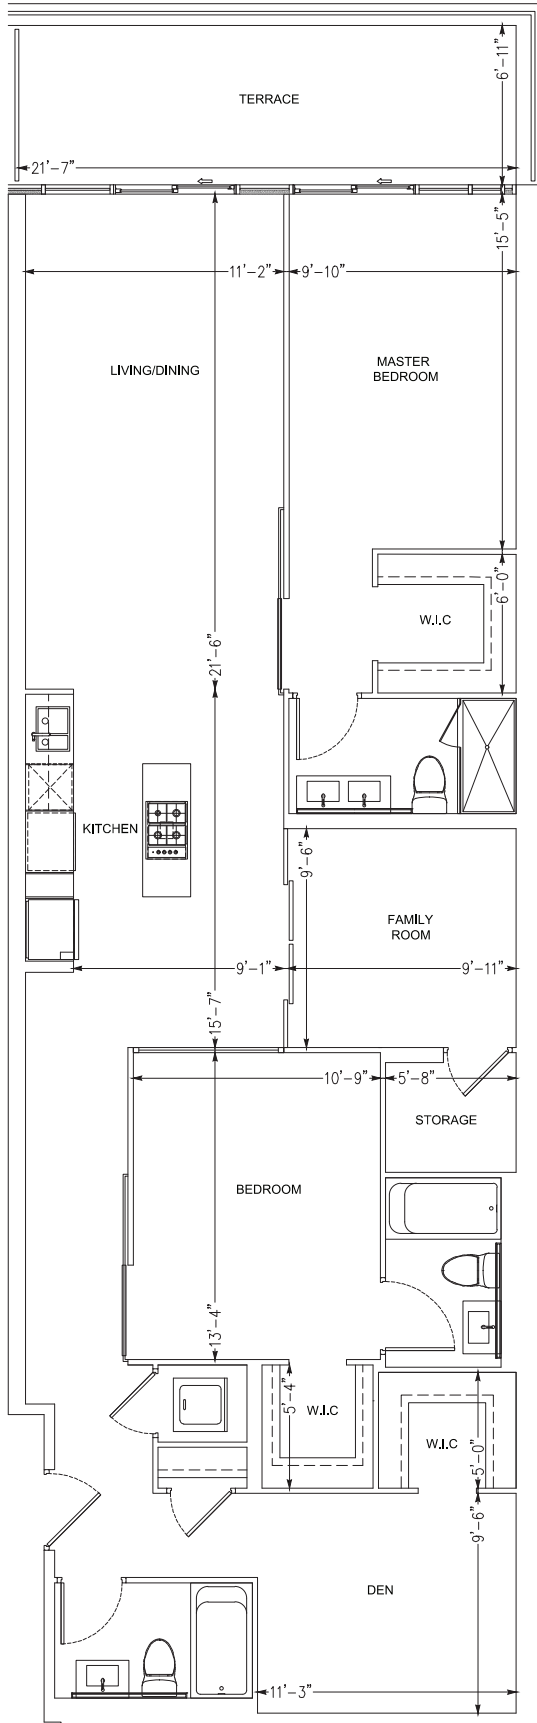 6'-11"
TERRACE
21'-7"
15'-5"
11'-2"
9'-10"
LIVING/DINING
MASTER
BEDROOM
6'-0"
W.I.C
21'-6"
KITCHEN
9'-6"
FAMILY
ROOM
9'-1"
9'-11"
15'-7"
10'-9"
5'-8"
STORAGE
BEDROOM
13'-4"
5'-4"
W.I.C
W.I.C
5'-0"
9'-6"
DEN
11'-3"